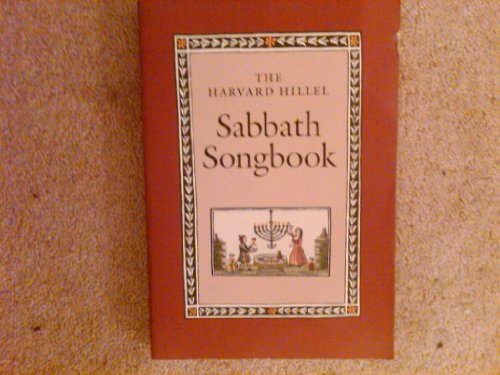 THE
HARVARD HILLEL
Sabbath
Songbook